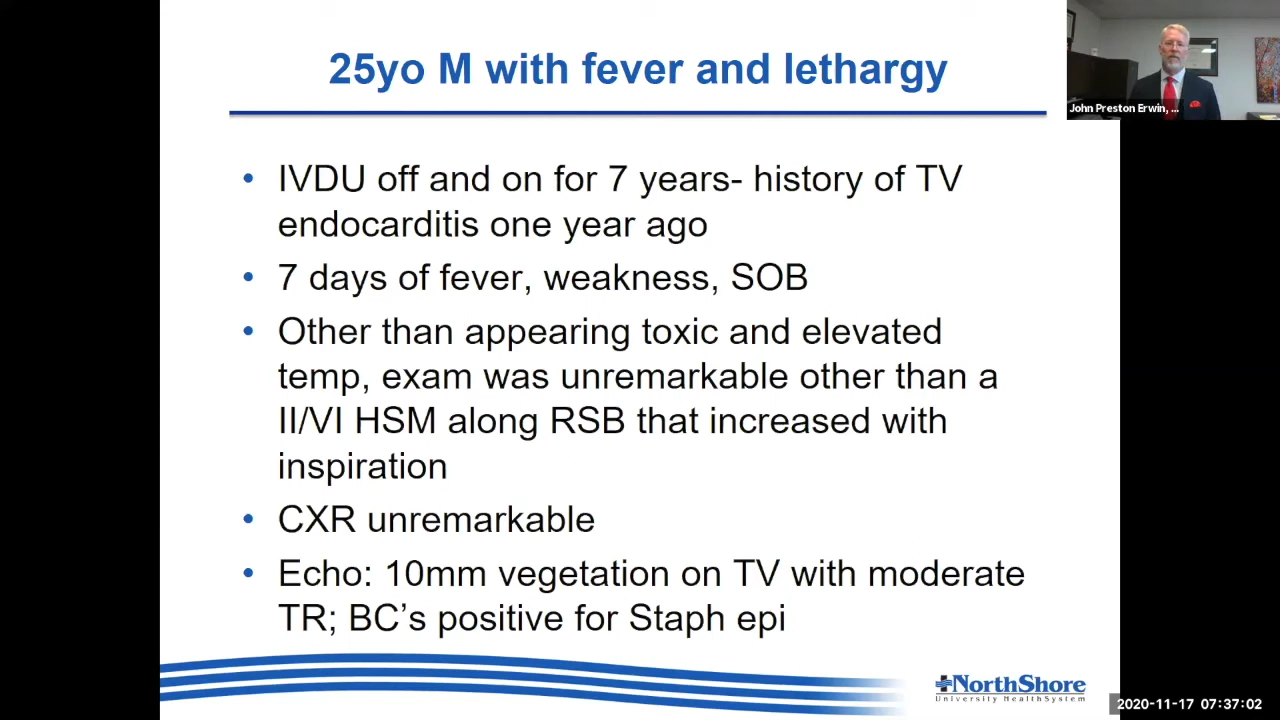 25yo M with fever and lethargy
John Preston Erwin, ...
• IVDU off and on for 7 years- history of TV
endocarditis one year ago
• 7 days of fever, weakness, SOB
• Other than appearing toxic and elevated
temp, exam was unremarkable other than a
II/VI HSM along RSB that increased with
inspiration
• CXR unremarkable
• Echo: 10mm vegetation on TV with moderate
TR; BC’s positive for Staph epi
NorthShore
University HealthSystem
2020-11-17 07:37:02